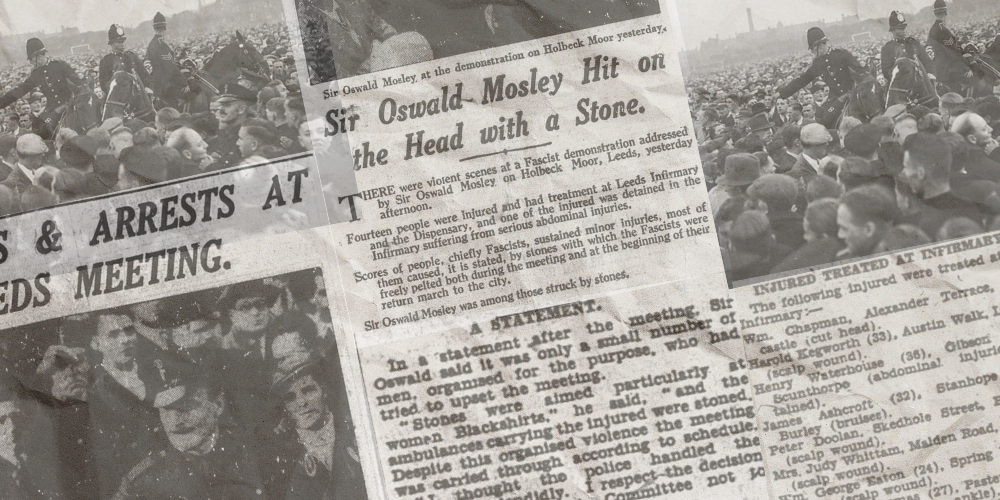 S & ARRESTS AT
EDS MEETING.
Sir Oswald Mosley, at the demonstration on Holbeck Moor yesterday.
Sir Oswald Mosley Hit on
the Head with a Stone.
THERE were violent scenes at a Fascist demonstration addressed
by Sir Oswald Mosley on Holbeck Moor, Leeds, yesterday
afternoon.
Fourteen people were injured and had treatment at Leeds Infirmary
and the Dispensary, and one of the injured was detained in the
Infirmary suffering from serious abdominal injuries.
Scores of people, chiefly Fascists, sustained minor injuries, most of
them caused, it is stated, by stones with which the Fascists were
freely pelted both during the meeting and at the beginning of their
return march to the city.
Sir Oswald Mosley was among those struck by stones.
A STATEMENT.
In a statement after the meeting, Sir
Oswald said it was only a small number of
men, organised for the purpose, who had
tried to upset the meeting.
"Stones were aimed particularly at
women Blackshirts," he said, "and the
ambulances carrying the injured were stoned.
Despite this organised violence the meeting
was carried through according to schedule.
thought the police handled the
didly. I respect the decision
Committee not
INJURED TREATED AT INFIRMARY
The following injured were treated a
Infirmary:—
Wm. Chapman, Alexander Terrace,
castle (cut head).
Harold Kegworth (33), Austin Walk,
(scalp wound).
Henry Waterhouse (36), Gibson
Scunthorpe (abdominal injurie
tained).
James Ashcroft (32), Stanhope
Burley (bruises).
Peter Doolan, Skedhole Street,
(scalp wound).
Mrs. Judy Whittam, Malden Road,
(scalp wound).
Wm. George Eaton (24), Spring
(scalp wound).
(27),